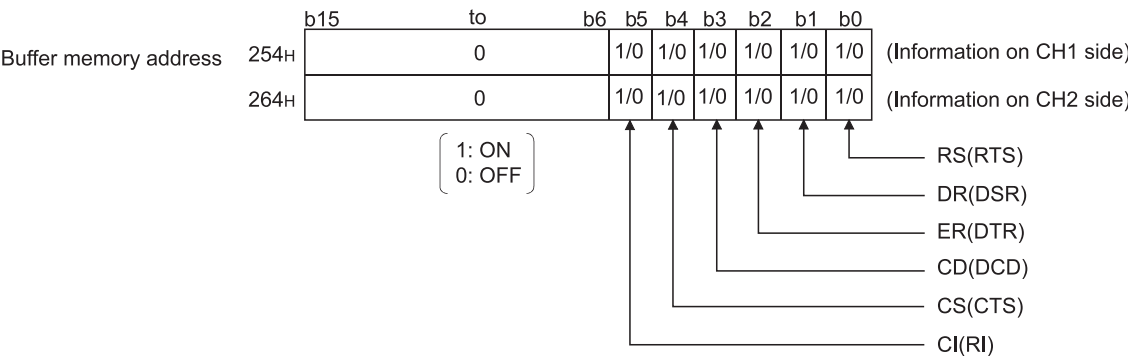 b15 to b6 b5 b4 b3 b2 b1 b0
Buffer memory address 254H 0 1/0 1/0 1/0 1/0 1/0 1/0 (Information on CH1 side)
264H 0 1/0 1/0 1/0 1/0 1/0 1/0 (Information on CH2 side)
1: ON
0: OFF
RS(RTS)
DR(DSR)
ER(DTR)
CD(DCD)
CS(CTS)
CI(RI)